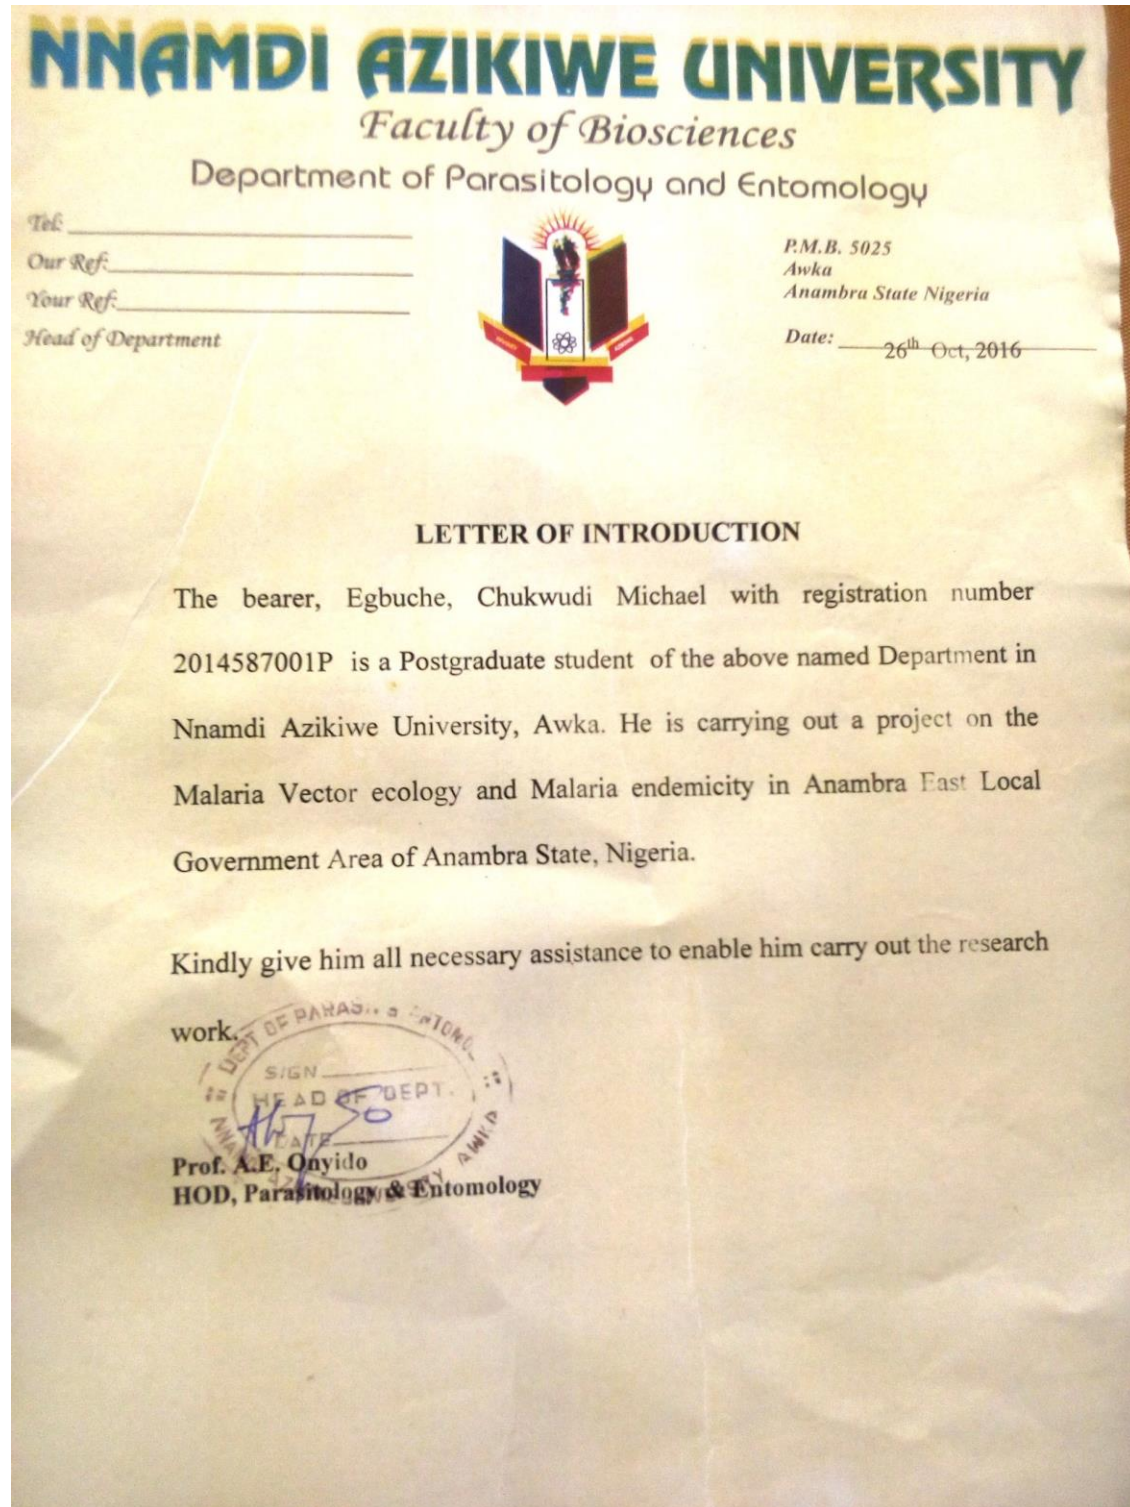 NNAMDI AZIKIWE UNIVERSITY
Faculty of Biosciences
Department of Parasitology and Entomology
Tel:
Our Ref:
Your Ref:
Head of Department
P.M.B. 5025
Awka
Anambra State Nigeria
Date: 26th Oct, 2016
LETTER OF INTRODUCTION
The bearer, Egbuche, Chukwudi Michael with registration number
2014587001P is a Postgraduate student of the above named Department in
Nnamdi Azikiwe University, Awka. He is carrying out a project on the
Malaria Vector ecology and Malaria endemicity in Anambra East Local
Government Area of Anambra State, Nigeria.
Kindly give him all necessary assistance to enable him carry out the research
work.
DEPT OF PARASIT. &
SIGN
HEAD OF DEPT.
DATE
AWKA
Prof. A.E. Onyido
HOD, Parasitology & Entomology